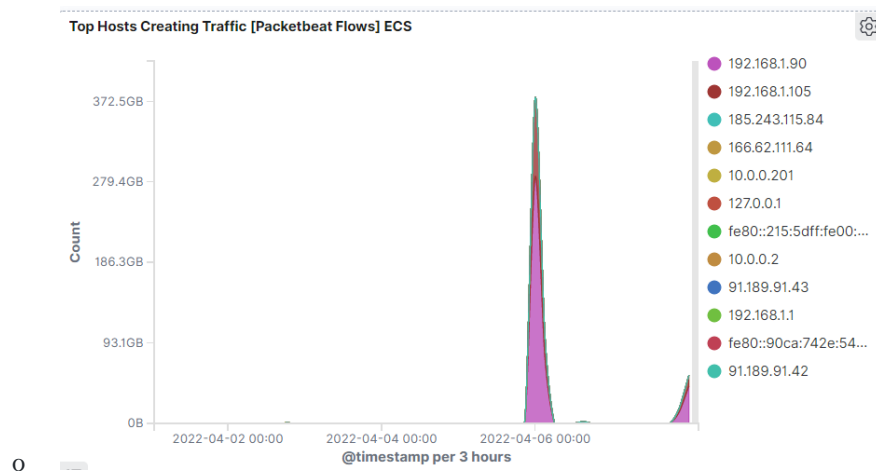 Top Hosts Creating Traffic [Packetbeat Flows] ECS
372.5GB
279.4GB
186.3GB
93.1GB
0B
Count
2022-04-02 00:00
2022-04-04 00:00
2022-04-06 00:00
@timestamp per 3 hours
192.168.1.90
192.168.1.105
185.243.115.84
166.62.111.64
10.0.0.201
127.0.0.1
fe80::215:5dff:fe00:...
10.0.0.2
91.189.91.43
192.168.1.1
fe80::90ca:742e:54...
91.189.91.42
o